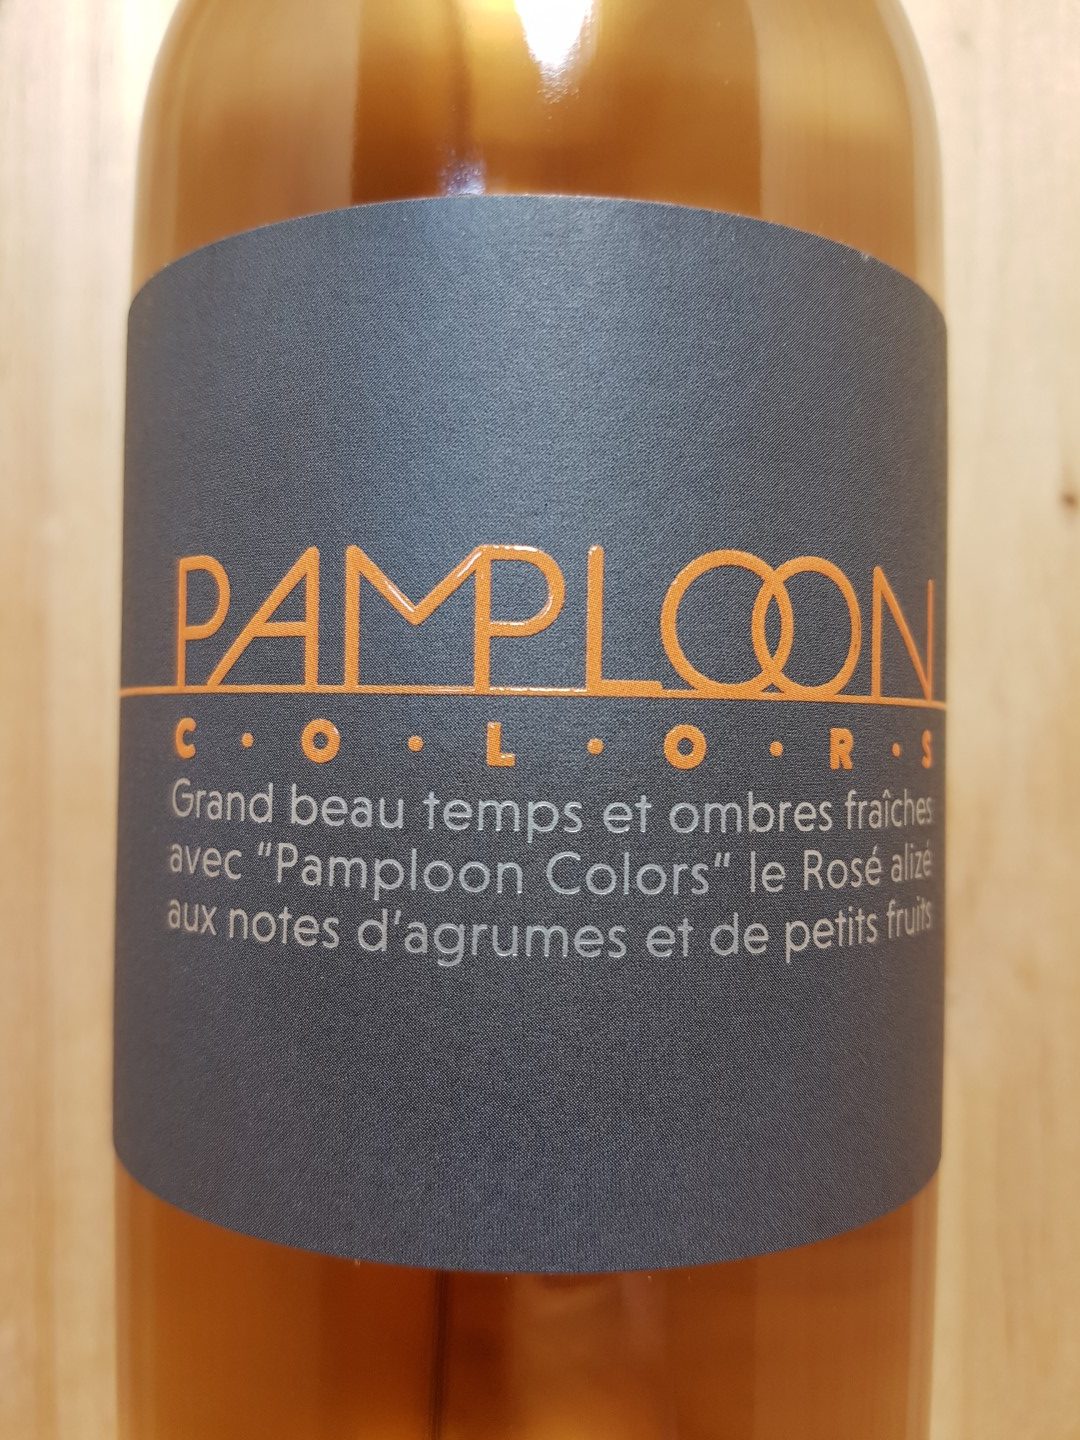 PAMPLOON
C·O·L·O·R·S
Grand beau temps et ombres fraîches
avec "Pamploon Colors" le Rosé alizé
aux notes d'agrumes et de petits fruits